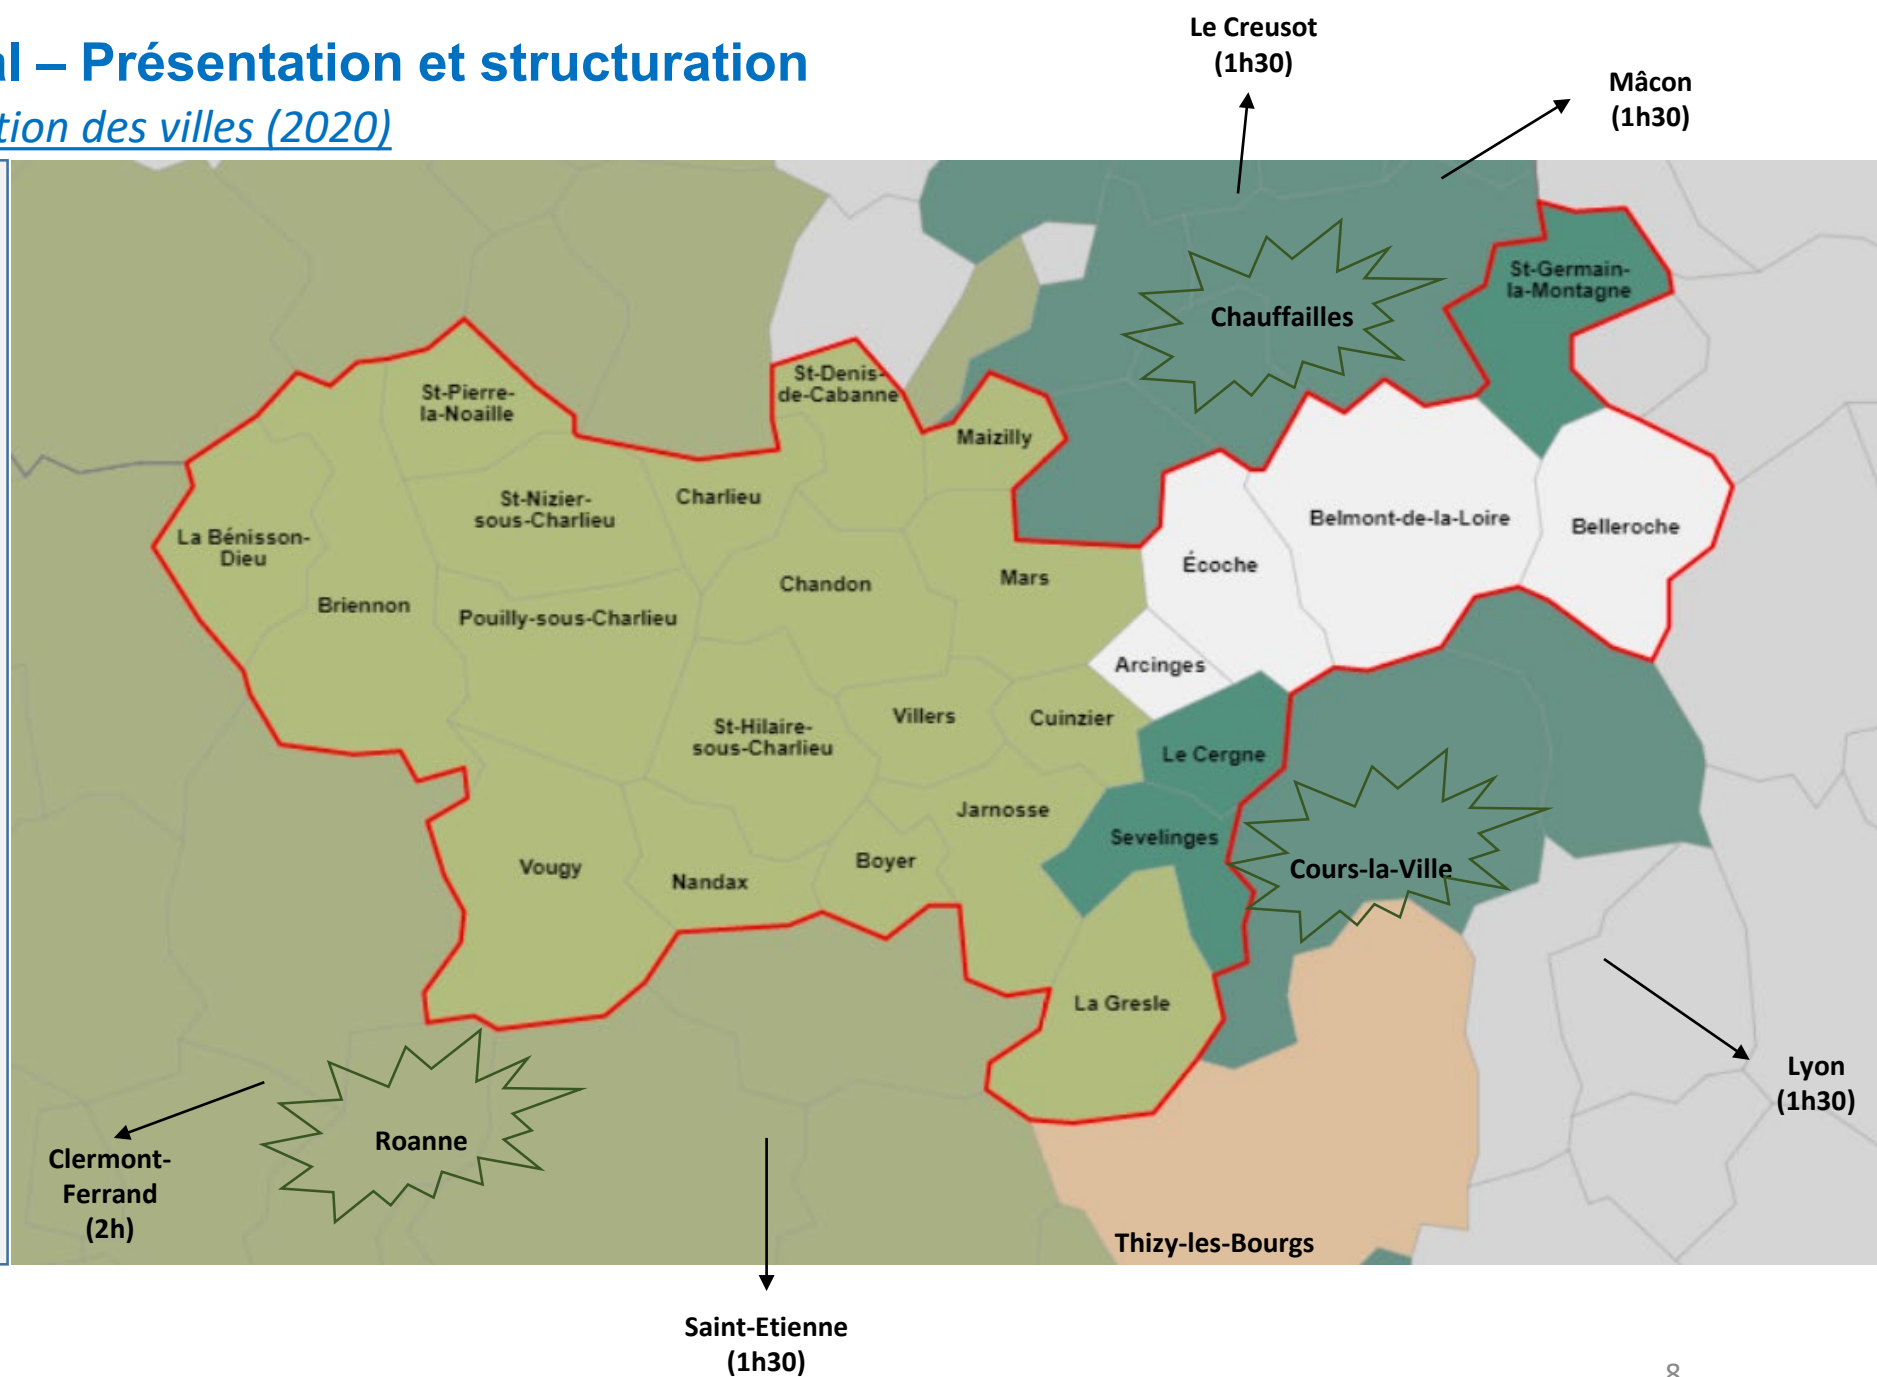 Le Creusot
(1h30)
– Présentation et structuration
Mâcon
(1h30)
des villes (2020)
St-Germain-
la-Montagne
Chauffailles
St-Denis-
de-Cabanne
St-Pierre-
la-Noaille
Maizilly
Charlieu
St-Nizier-
sous-Charlieu
Belmont-de-la-Loire
Belleroche
La Bénisson-
Dieu
Écoche
Mars
Chandon
Briennon
Pouilly-sous-Charlieu
Arcinges
Villers
Cuinzier
St-Hilaire-
sous-Charlieu
Le Cergne
Jarnosse
Sevelinges
Boyer
Vougy
Cours-la-Ville
Nandax
La Gresle
Lyon
(1h30)
Roanne
Clermont-
Ferrand
(2h)
Thizy-les-Bourgs
Saint-Etienne
(1h30)
8